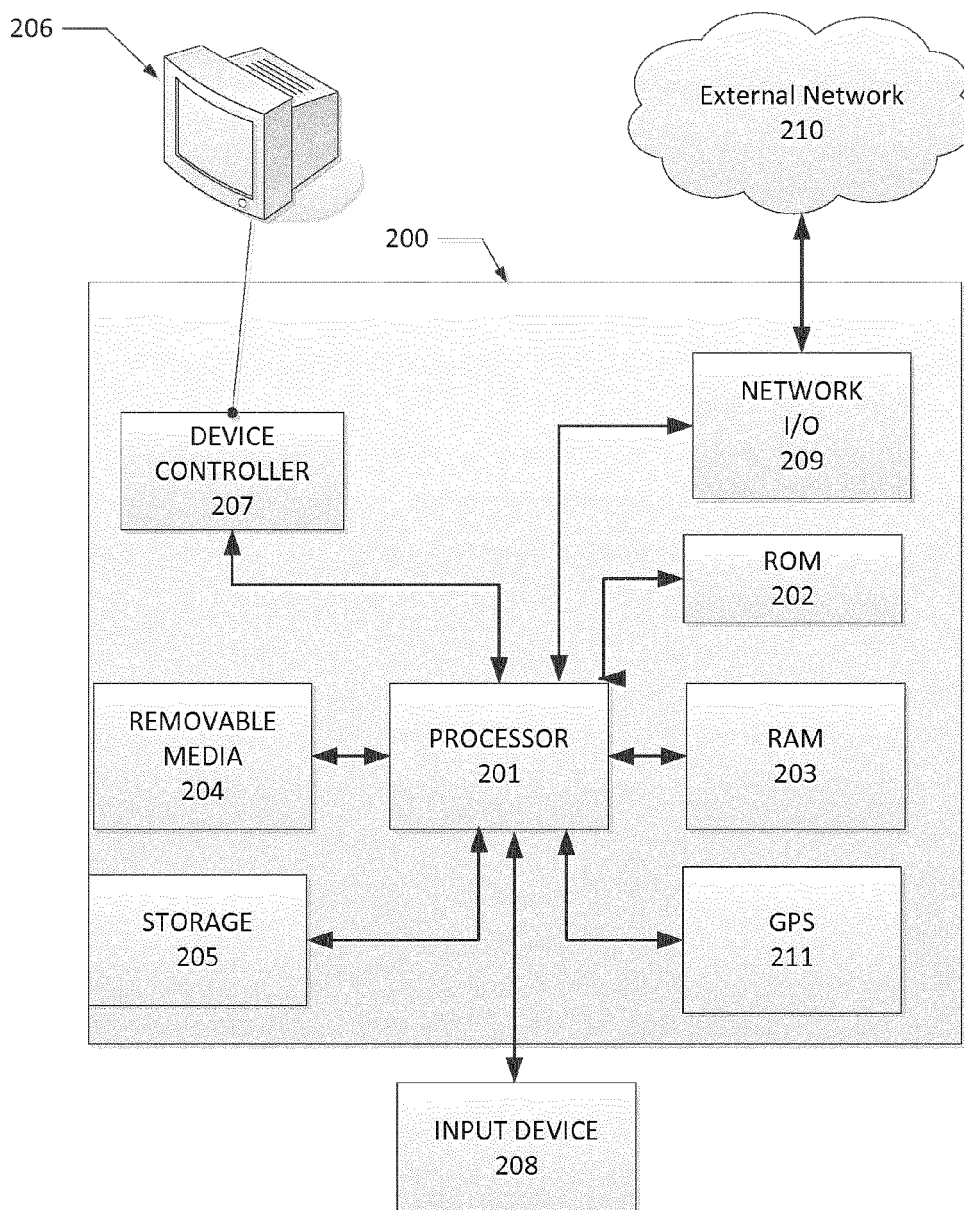 206
External Network
210
200
NETWORK
I/O
209
DEVICE
CONTROLLER
207
ROM
202
REMOVABLE
MEDIA
204
PROCESSOR
201
RAM
203
STORAGE
205
GPS
211
INPUT DEVICE
208